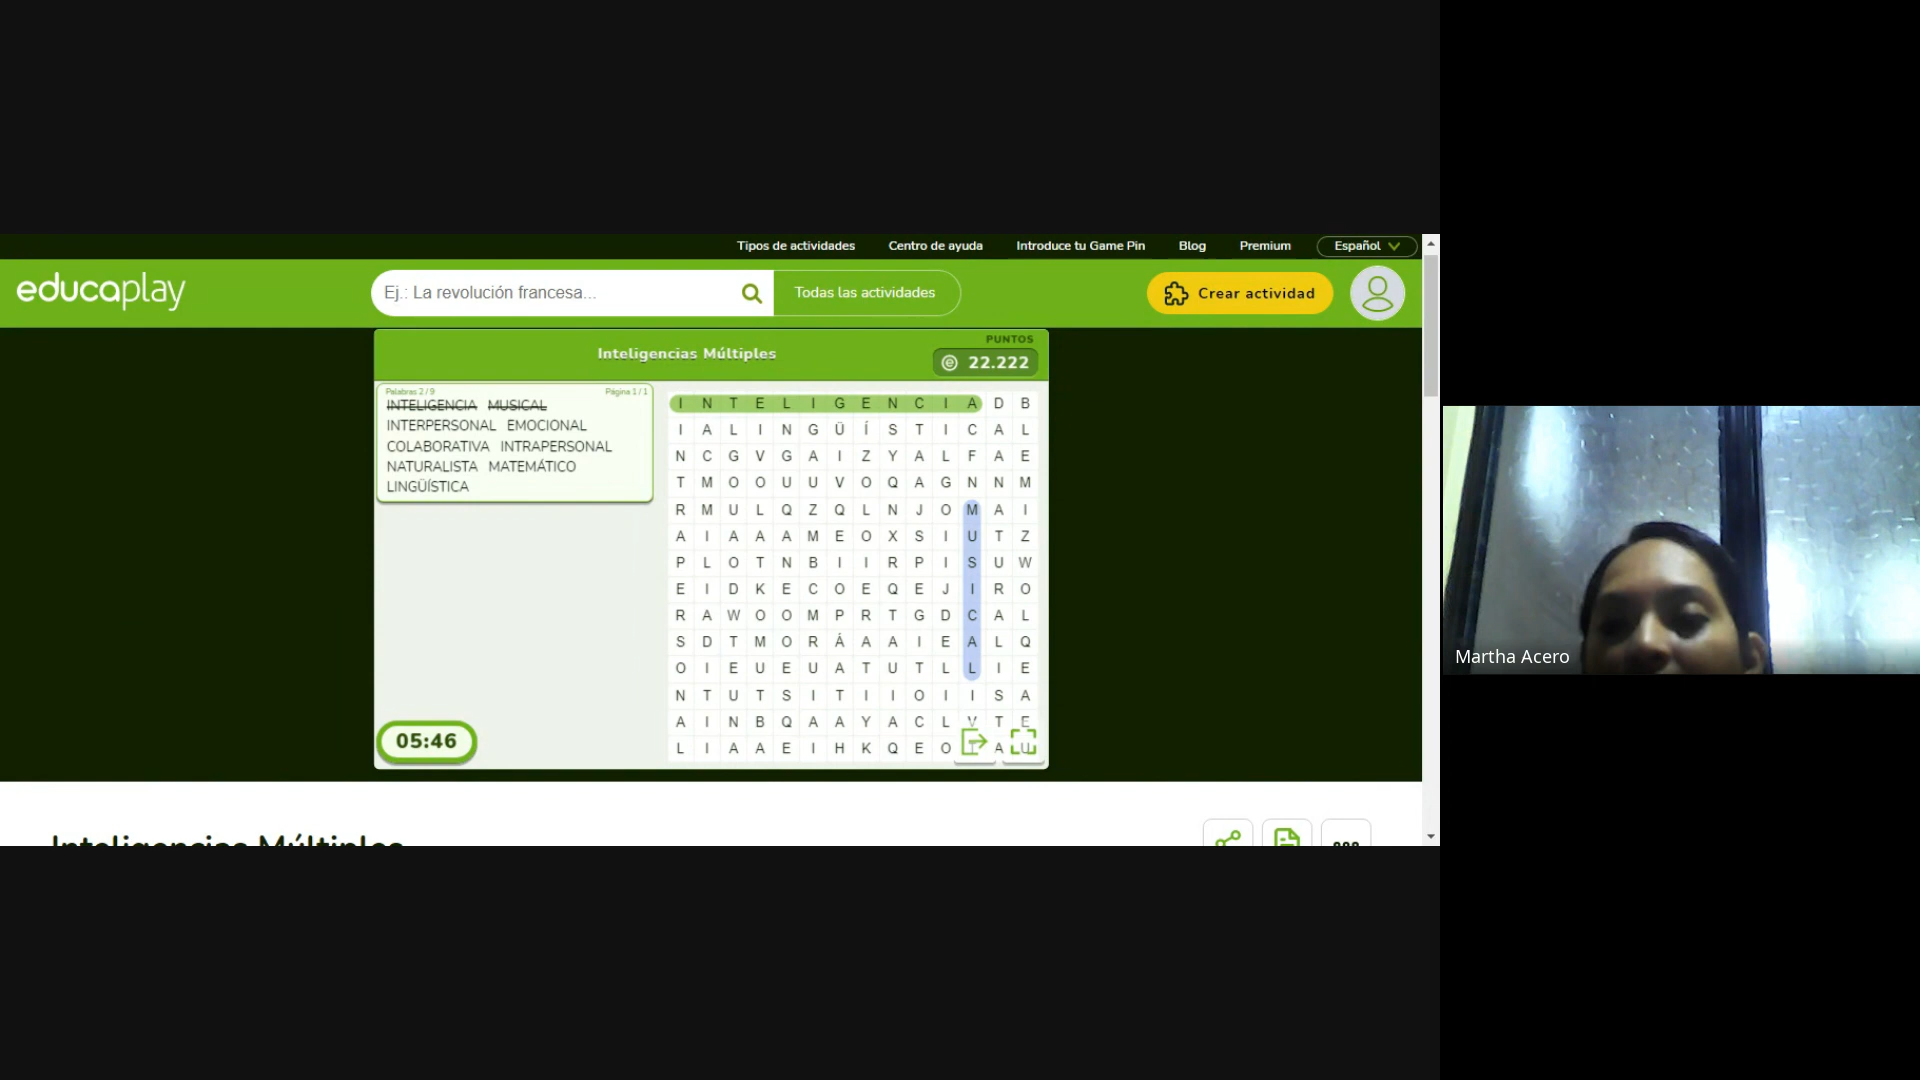 Tipos de actividades Centro de ayuda Introduce tu Game Pin Blog Premium Español
educaplay Ej.: La revolución francesa... Todas las actividades Crear actividad
PUNTOS
Inteligencias Múltiples 22.222
Palabras 2 / 9 Página 1 / 1
INTELIGENCIA MUSICAL
INTERPERSONAL EMOCIONAL
COLABORATIVA INTRAPERSONAL
NATURALISTA MATEMÁTICO
LINGÜÍSTICA
I N T E L I G E N C I A D B
I A L I N G Ü Í S T I C A L
N C G V G A I Z Y A L F A E
T M O O U U V O Q A G N N M
R M U L Q Z Q L N J O M A I
A I A A A M E O X S I U T Z
P L O T N B I I R P I S U W
E I D K E C O E Q E J I R O
R A W O O M P R T G D C A L
S D T M O R Á A A I E A L Q
O I E U E U A T U T L L I E
N T U T S I T I I O I I S A
A I N B Q A A Y A C L V T E
L I A A E I H K Q E O I A U
05:46
Martha Acero
Inteligencias Múltiples